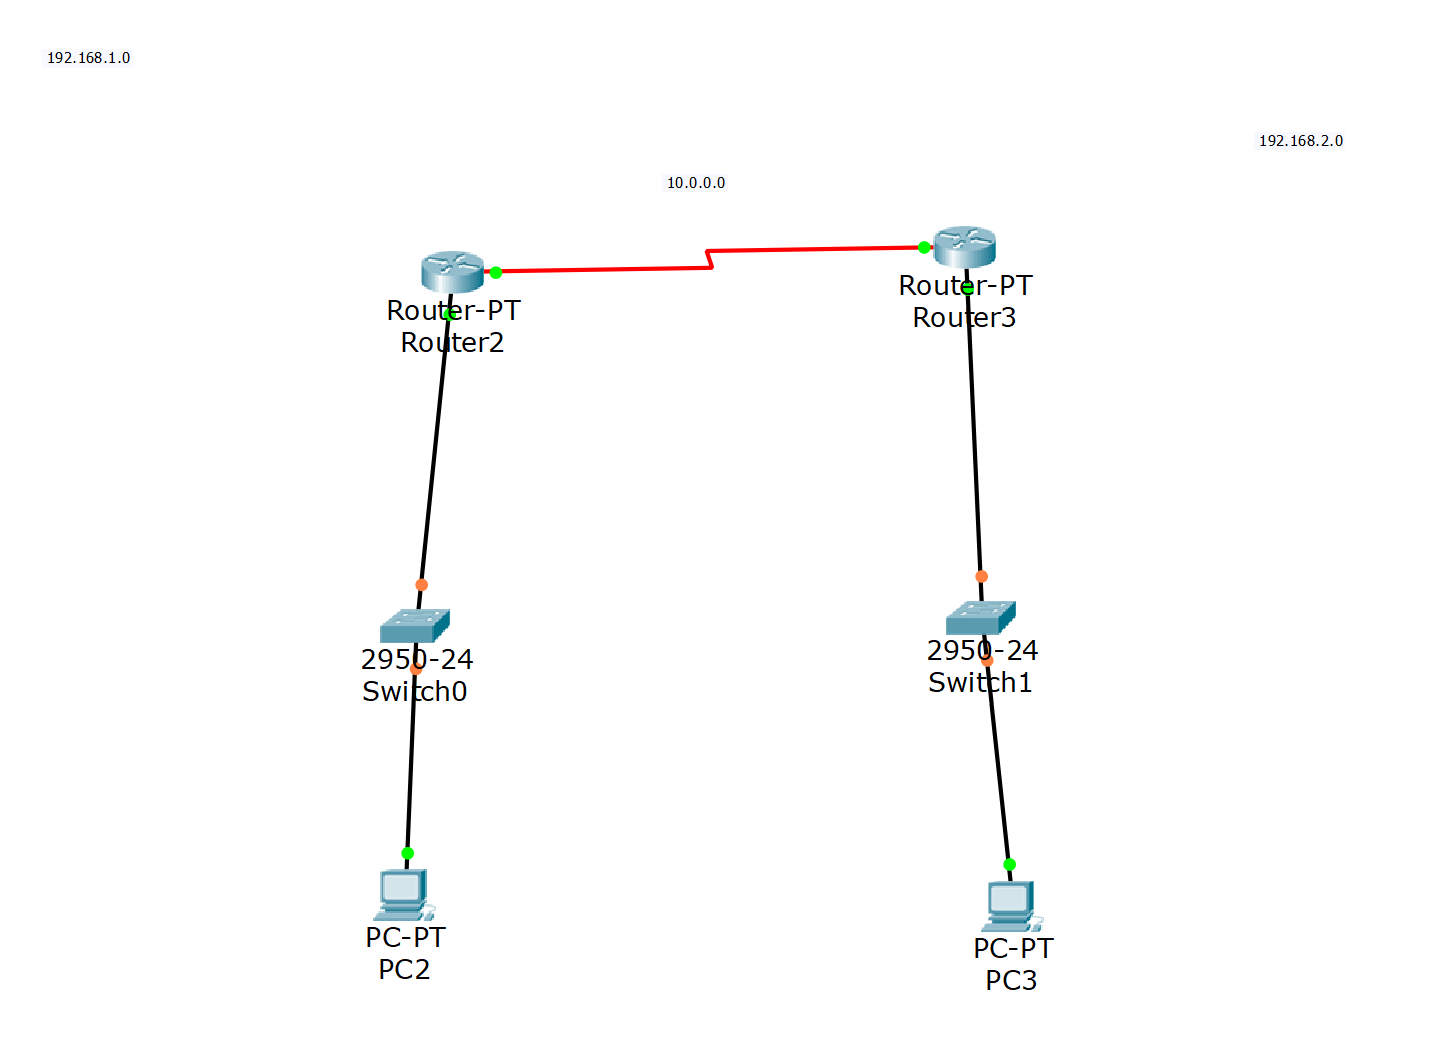 192.168.1.0
192.168.2.0
10.0.0.0
Router-PT
Router2
Router-PT
Router3
2950-24
Switch0
2950-24
Switch1
PC-PT
PC2
PC-PT
PC3